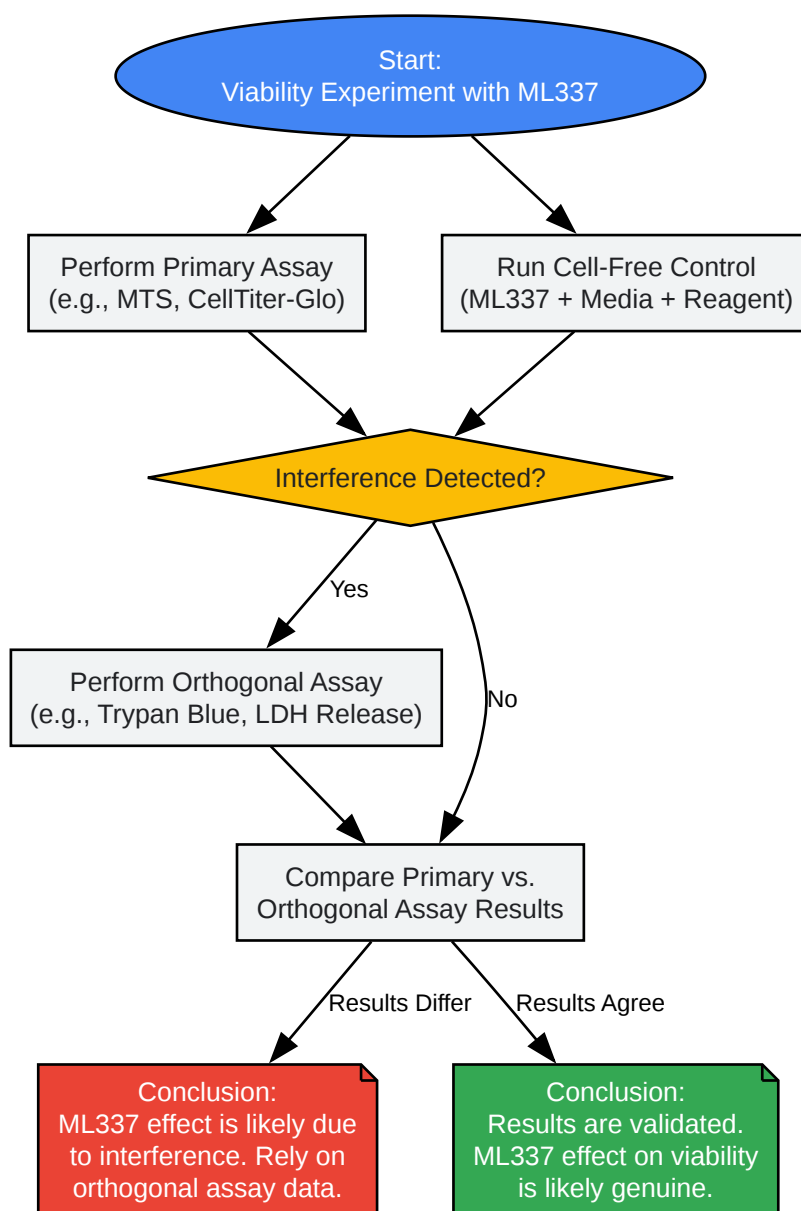 Start:
Viability Experiment with ML337
Perform Primary Assay
(e.g., MTS, CellTiter-Glo)
Run Cell-Free Control
(ML337 + Media + Reagent)
Interference Detected?
Yes
No
Perform Orthogonal Assay
(e.g., Trypan Blue, LDH Release)
Compare Primary vs.
Orthogonal Assay Results
Results Differ
Results Agree
Conclusion:
ML337 effect is likely due
to interference. Rely on
orthogonal assay data.
Conclusion:
Results are validated.
ML337 effect on viability
is likely genuine.